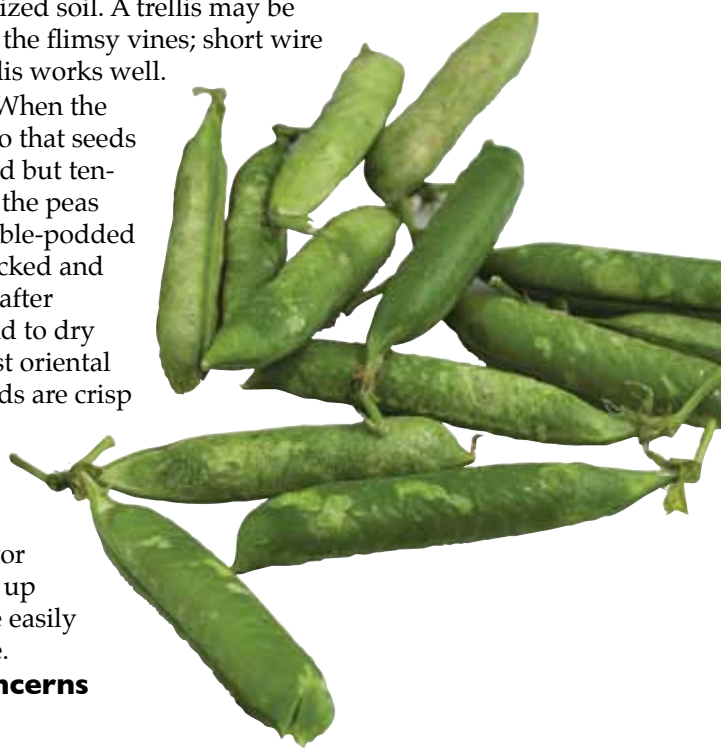 ized soil. A trellis may be
the flimsy vines; short wire
lis works well.
When the
o that seeds
d but ten-
the peas
ble-podded
cked and
after
d to dry
st oriental
ds are crisp
or
up
easily
ncerns